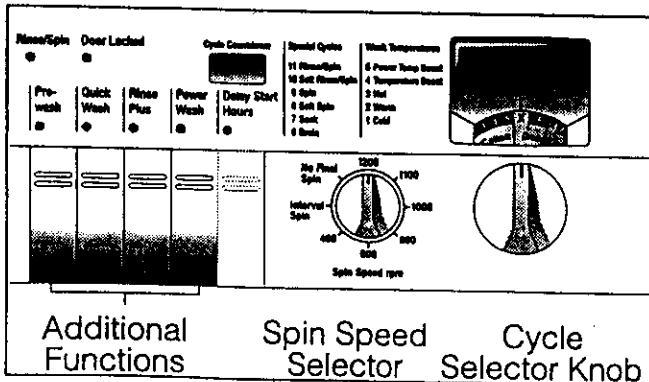 Rinse/Spin Door Locked
Cycle Countdown
Pre-wash
Quick Wash
Rinse Plus
Power Wash
Delay Start Hours
Special Cycles
11 Rinse/Spin
10 Soft Rinse/Spin
9 Spin
8 Soft Spin
7 Soak
6 Drain
Wash Temperatures
5 Power Temp Boost
4 Temperature Boost
3 Hot
2 Warm
1 Cold
No Final Spin
1200
1100
1000
Interval Spin
400
600
Spin Speed rpm
Additional Functions
Spin Speed Selector
Cycle Selector Knob